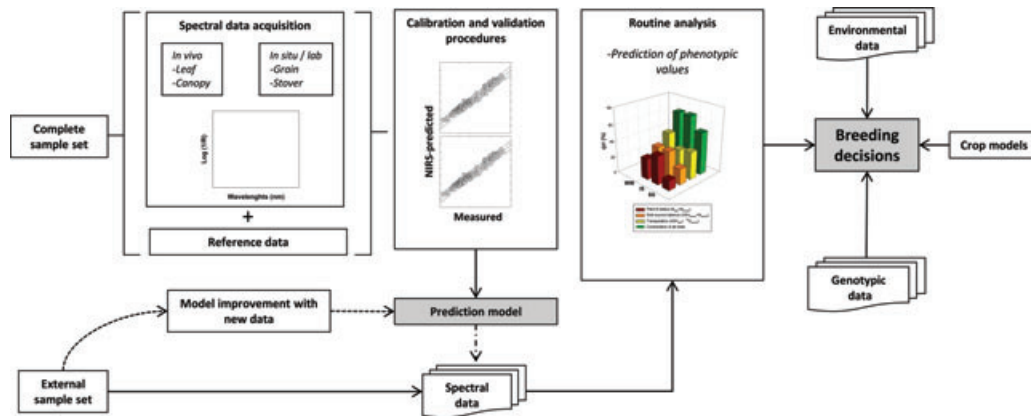 Spectral data acquisition
In vivo
-Leaf
-Canopy
In situ / lab
-Grain
-Stover
Log (1/R)
Wavelenghts (nm)
+
Reference data
Complete
sample set
Calibration and validation
procedures
NIRS-predicted
Measured
Routine analysis
-Prediction of phenotypic
values
Environmental
data
Breeding
decisions
Crop models
Genotypic
data
Model improvement with
new data
Prediction model
External
sample set
Spectral
data